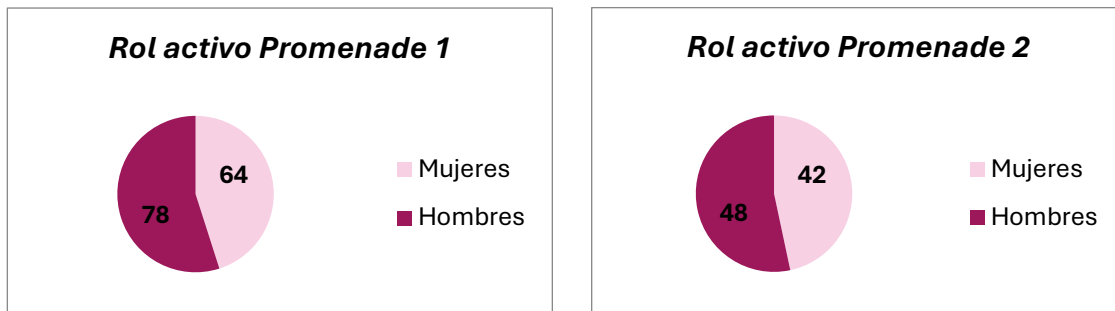 Rol activo Promenade 1
64
78
Mujeres
Hombres
Rol activo Promenade 2
42
48
Mujeres
Hombres